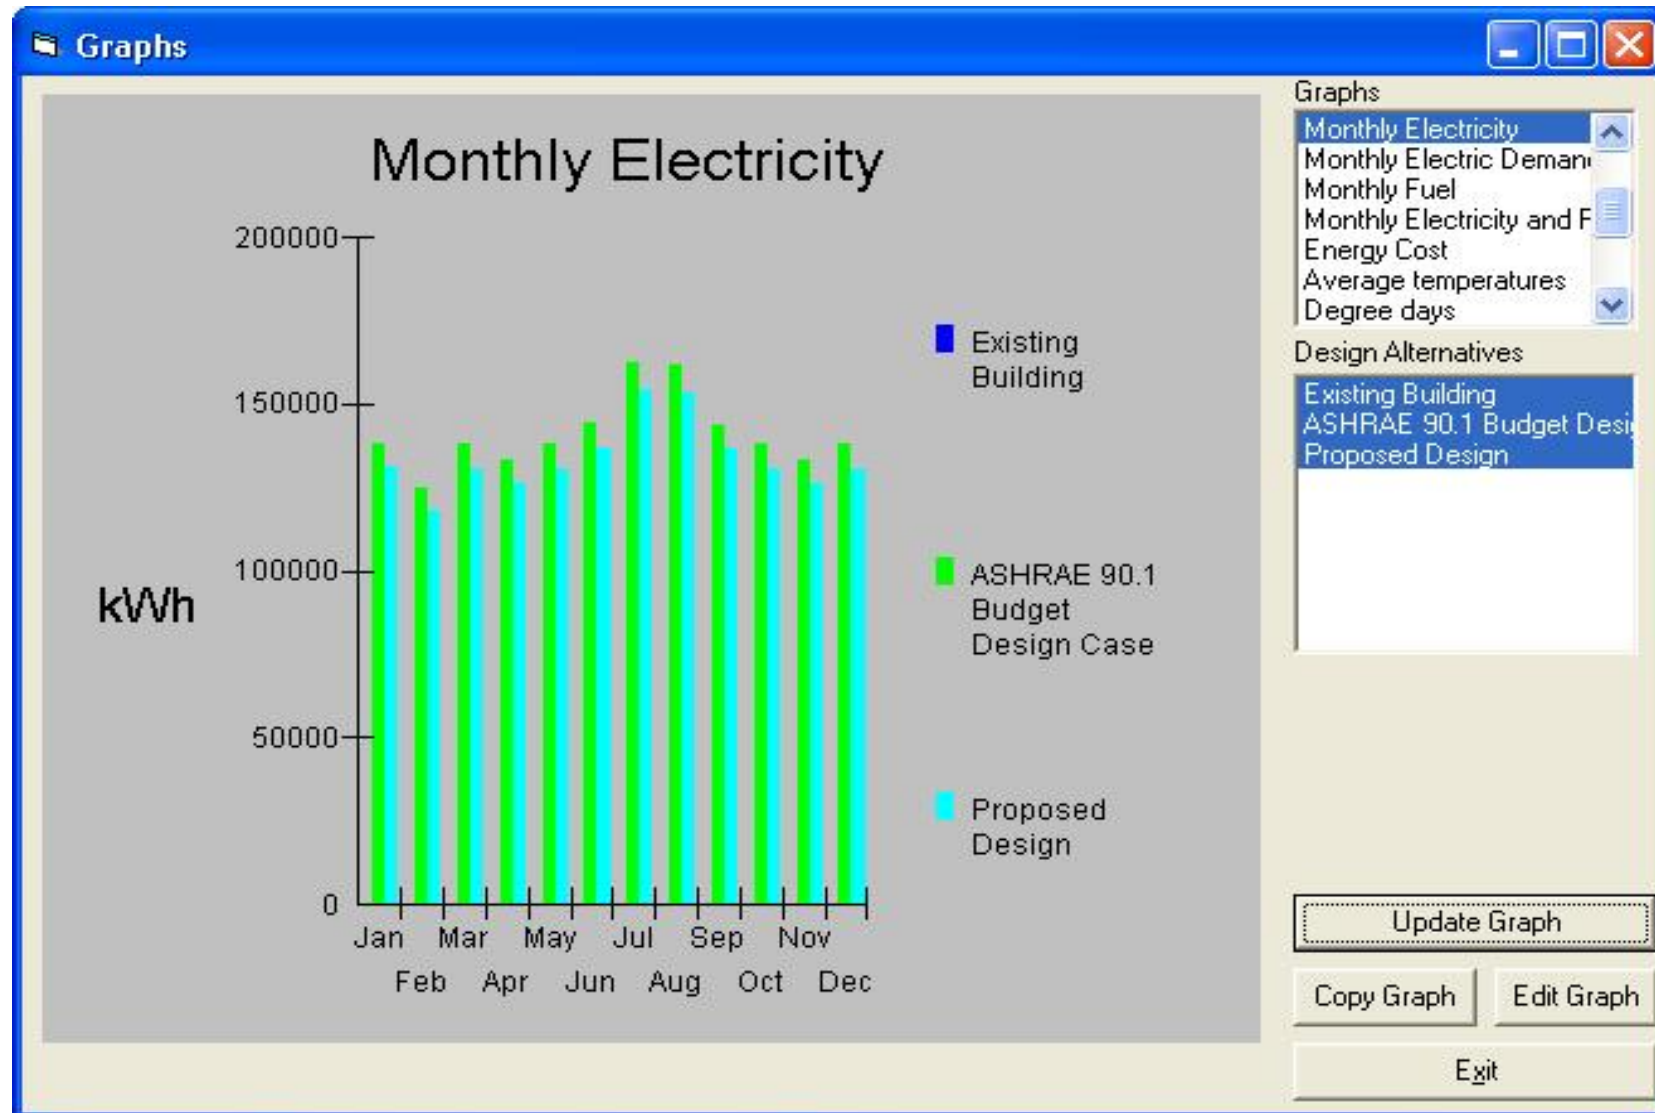 Graphs
Monthly Electricity
200000
150000
100000
50000
0
kWh
Jan Mar May Jul Sep Nov
Feb Apr Jun Aug Oct Dec
Existing
Building
ASHRAE 90.1
Budget
Design Case
Proposed
Design
Graphs
Monthly Electricity
Monthly Electric Deman
Monthly Fuel
Monthly Electricity and F
Energy Cost
Average temperatures
Degree days
Design Alternatives
Existing Building
ASHRAE 90.1 Budget Desi
Proposed Design
Update Graph
Copy Graph Edit Graph
Exit